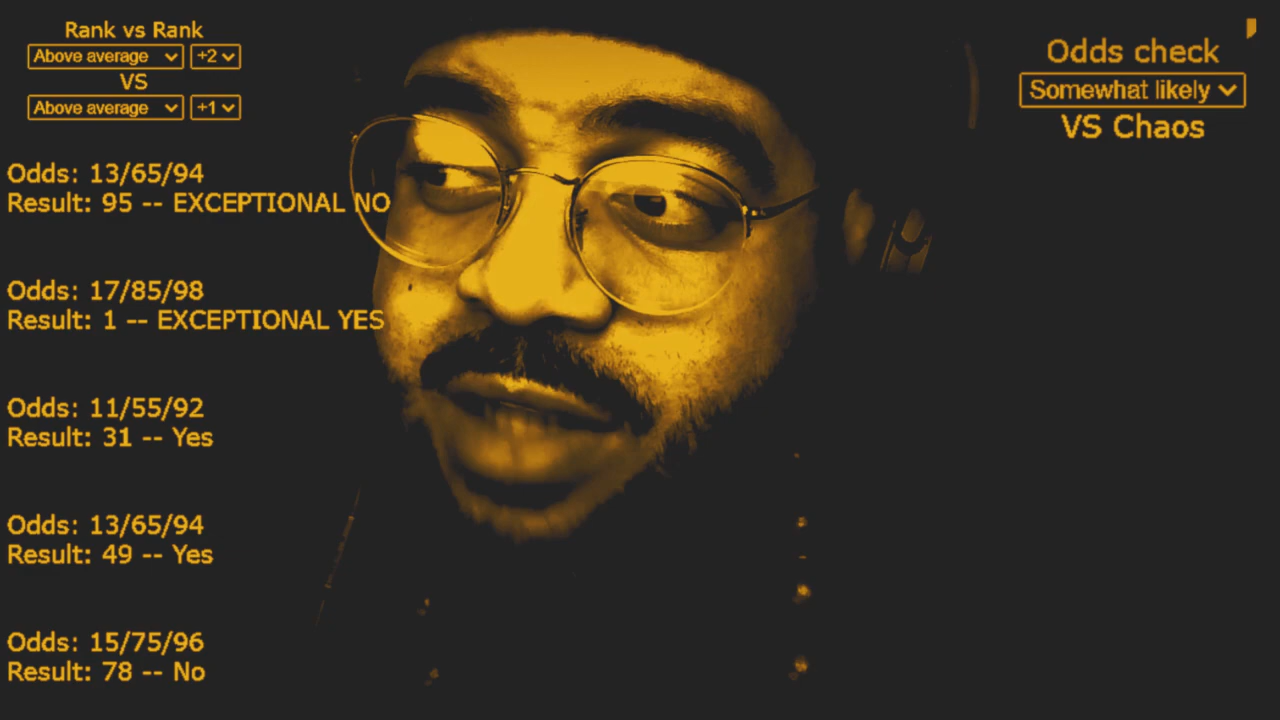 Rank vs Rank
Above average +2
VS
Above average +1
Odds: 13/65/94
Result: 95 -- EXCEPTIONAL NO
Odds: 17/85/98
Result: 1 -- EXCEPTIONAL YES
Odds: 11/55/92
Result: 31 -- Yes
Odds: 13/65/94
Result: 49 -- Yes
Odds: 15/75/96
Result: 78 -- No
Odds check
Somewhat likely
VS Chaos